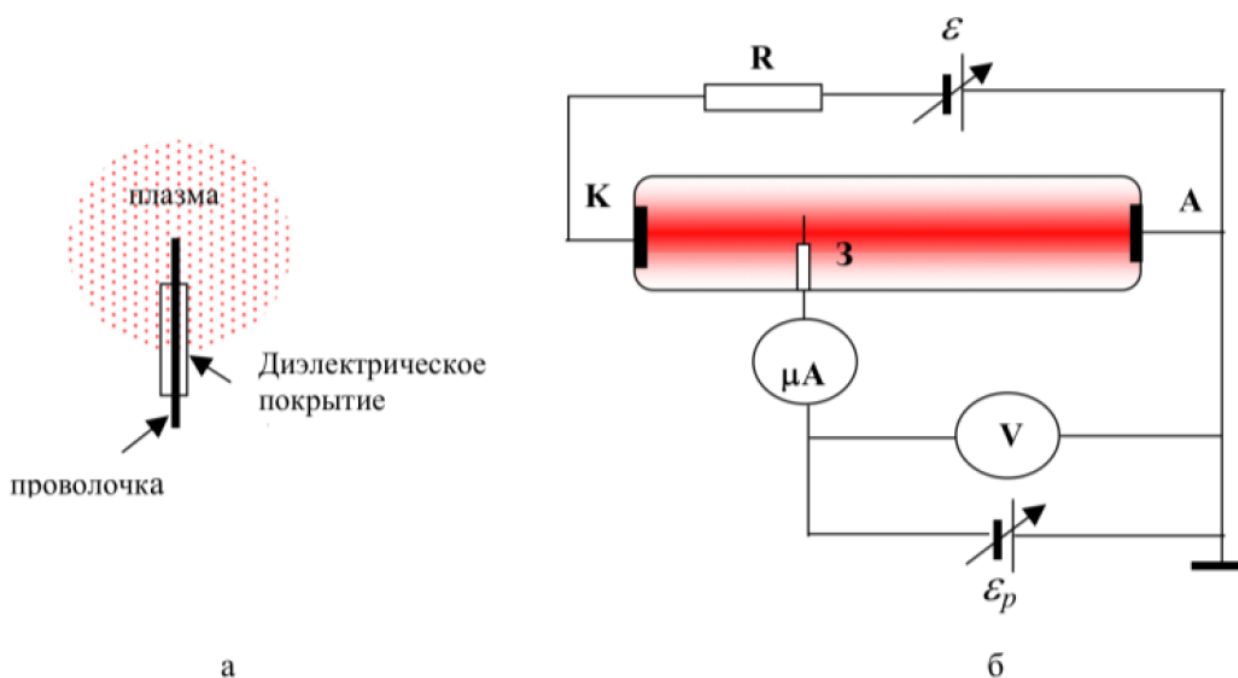 плазма
Диэлектрическое
покрытие
проволочка
а
R
ε
K
A
З
μA
V
εp
б